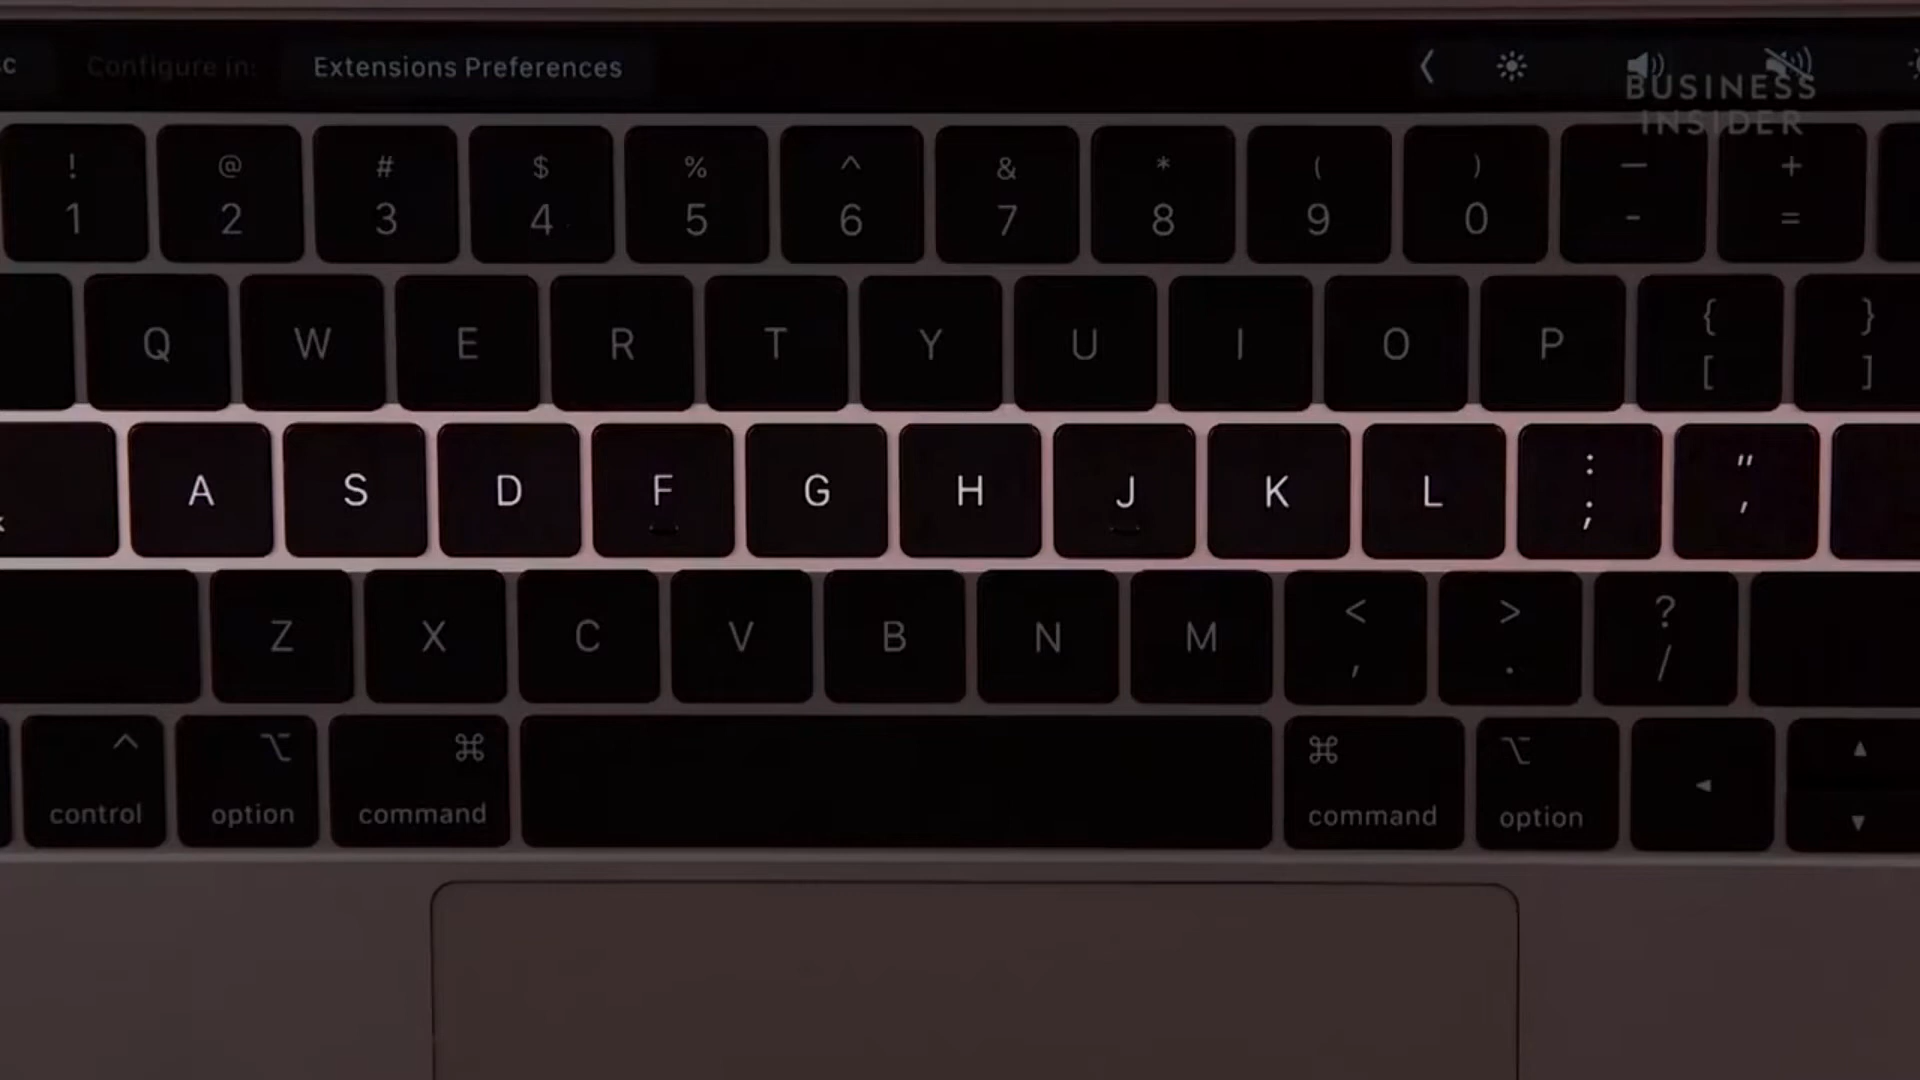 Configure in: Extensions Preferences
BUSINESS
INSIDER
! @ # $ % ^ & * ( ) — +
1 2 3 4 5 6 7 8 9 0 - =
Q W E R T Y U I O P { }
[ ]
A S D F G H J K L : "
; '
Z X C V B N M < > ?
, . /
control option command command option